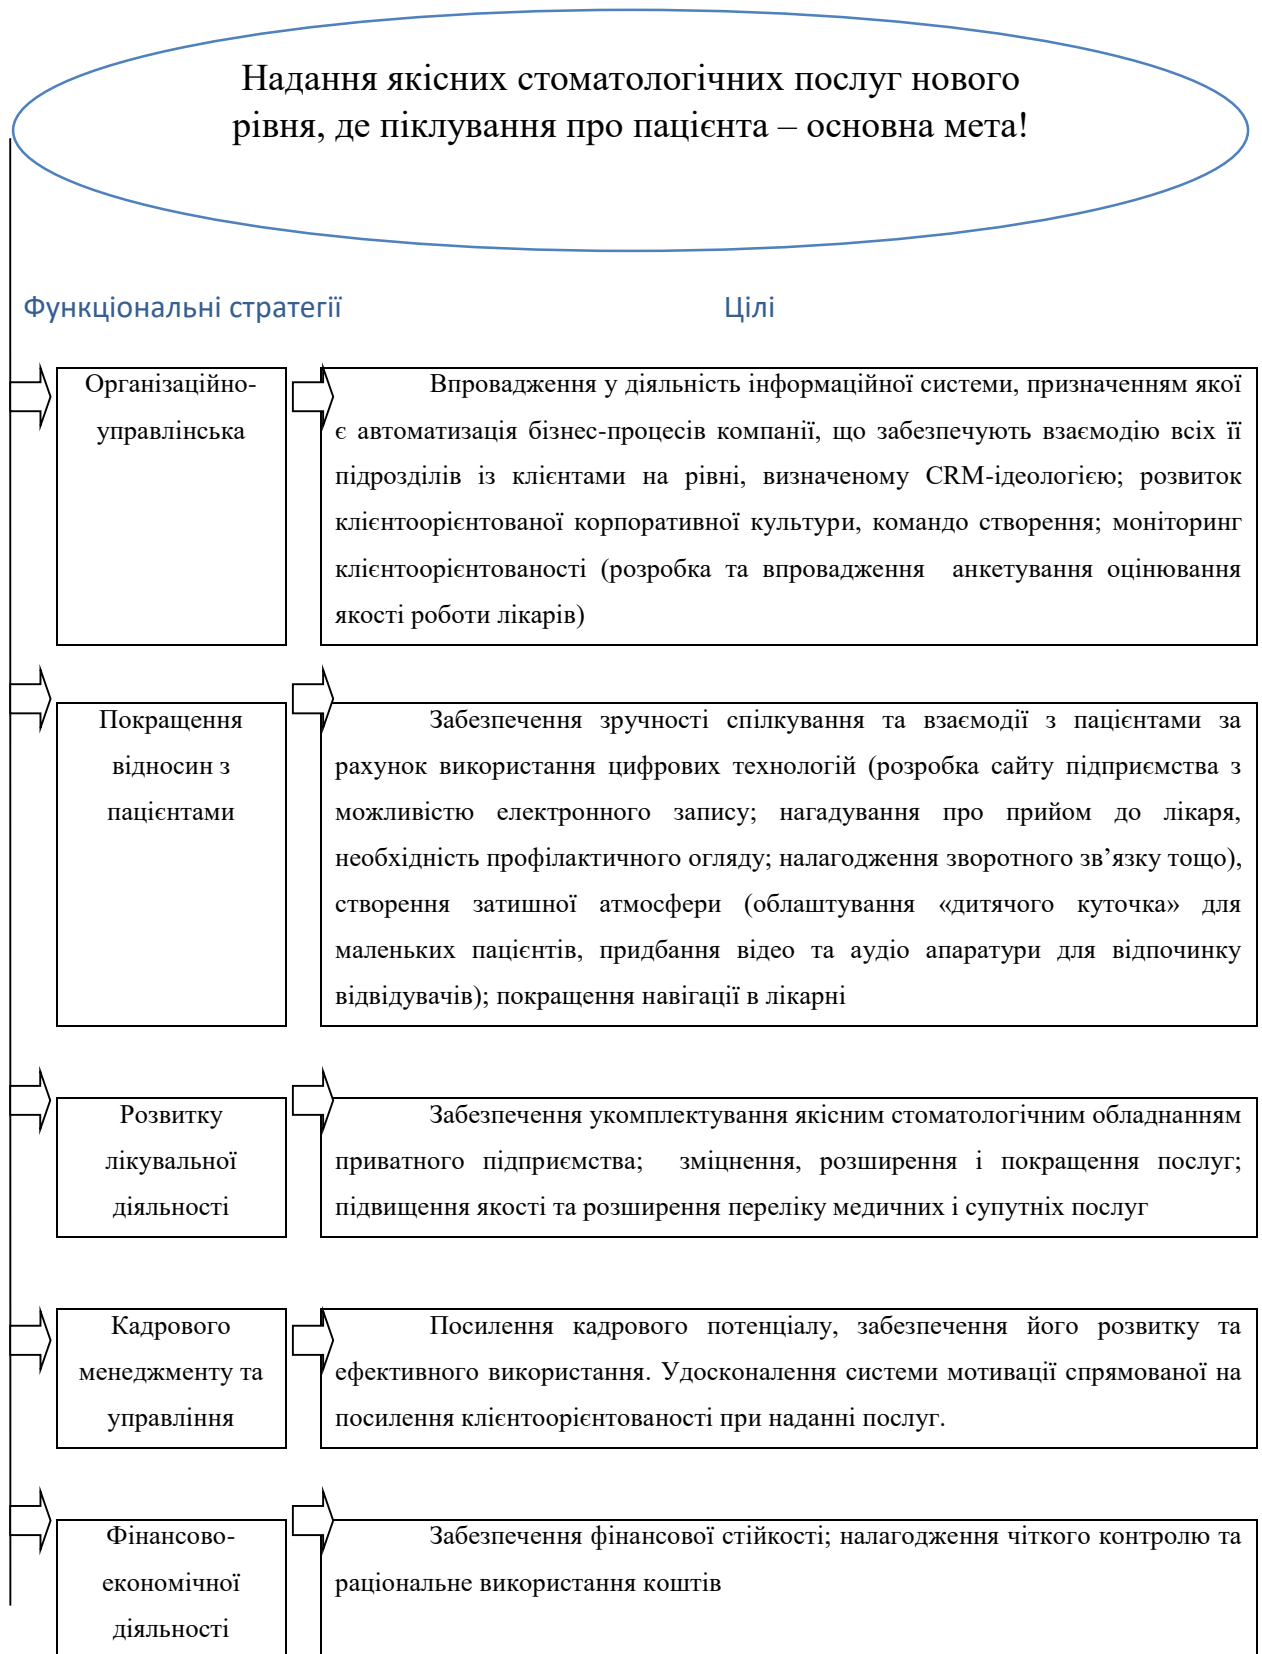 Надання якісних стоматологічних послуг нового
рівня, де піклування про пацієнта – основна мета!
Функціональні стратегії
Цілі
Організаційно-
управлінська
Впровадження у діяльність інформаційної системи, призначенням якої
є автоматизація бізнес-процесів компанії, що забезпечують взаємодію всіх її
підрозділів із клієнтами на рівні, визначеному CRM-ідеологією; розвиток
клієнтоорієнтованої корпоративної культури, командо створення; моніторинг
клієнтоорієнтованості (розробка та впровадження анкетування оцінювання
якості роботи лікарів)
Покращення
відносин з
пацієнтами
Забезпечення зручності спілкування та взаємодії з пацієнтами за
рахунок використання цифрових технологій (розробка сайту підприємства з
можливістю електронного запису; нагадування про прийом до лікаря,
необхідність профілактичного огляду; налагодження зворотного зв’язку тощо),
створення затишної атмосфери (облаштування «дитячого куточка» для
маленьких пацієнтів, придбання відео та аудіо апаратури для відпочинку
відвідувачів); покращення навігації в лікарні
Розвитку
лікувальної
діяльності
Забезпечення укомплектування якісним стоматологічним обладнанням
приватного підприємства; зміцнення, розширення і покращення послуг;
підвищення якості та розширення переліку медичних і супутніх послуг
Кадрового
менеджменту та
управління
Посилення кадрового потенціалу, забезпечення його розвитку та
ефективного використання. Удосконалення системи мотивації спрямованої на
посилення клієнтоорієнтованості при наданні послуг.
Фінансово-
економічної
діяльності
Забезпечення фінансової стійкості; налагодження чіткого контролю та
раціональне використання коштів